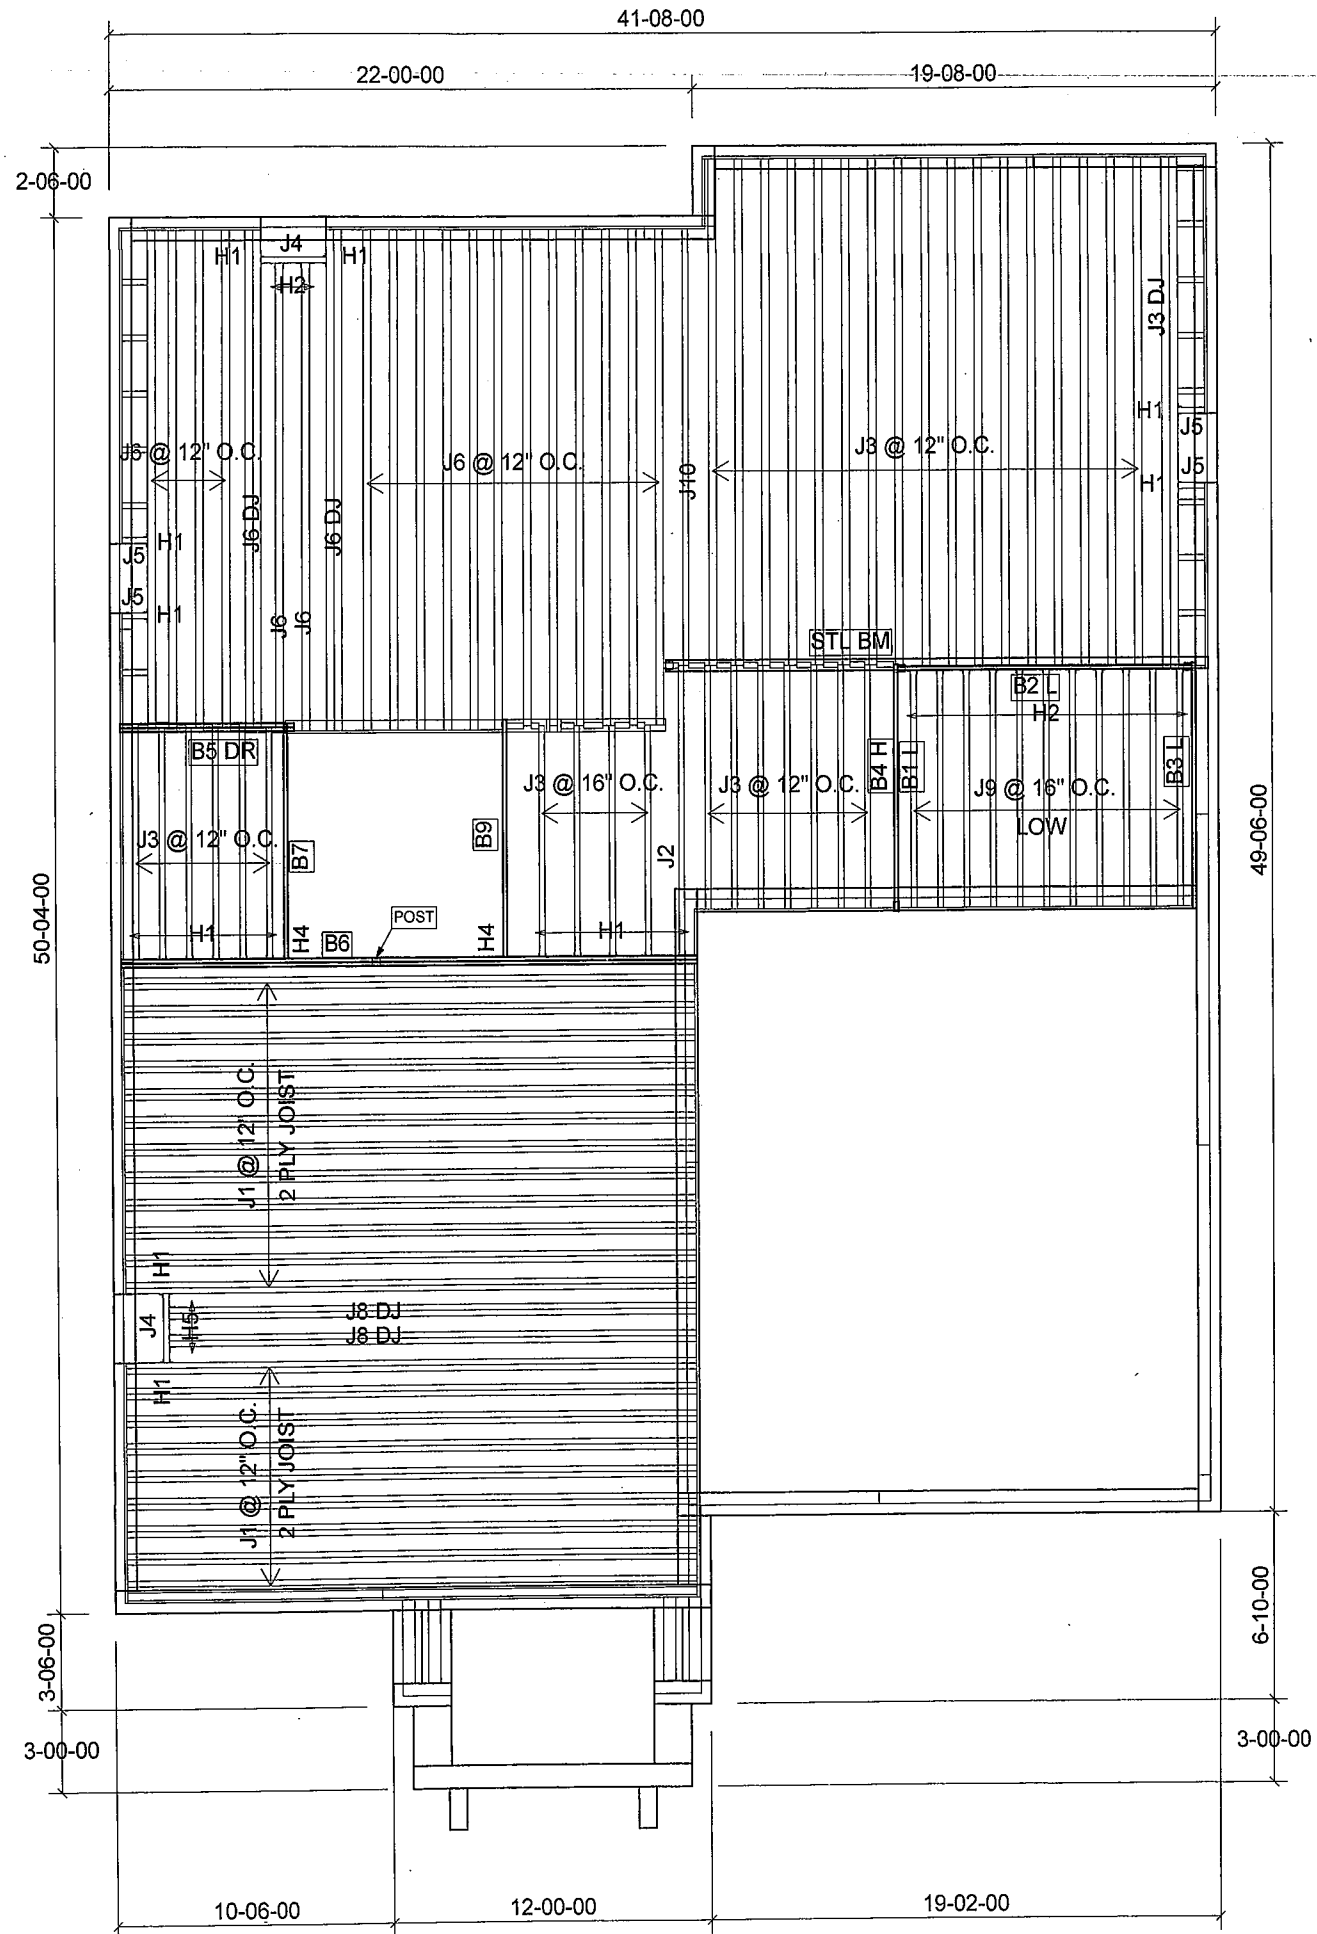 41-08-00
22-00-00
19-08-00
2-06-00
H1
J4
H1
H2
J3 DJ
J6 @ 12" O.C.
J6 @ 12" O.C.
J10
J3 @ 12" O.C.
H1
J5
J5
H1
J6 DJ
J6 DJ
H1
J5
J5
H1
J6
J6
STL BM
B5 DR
B2 L
H2
B4 H
B1 L
B3 L
J3 @ 16" O.C.
J3 @ 12" O.C.
J9 @ 16" O.C.
LOW
J3 @ 12" O.C.
B7
B9
J2
49-06-00
50-04-00
H1
H4
B6
POST
H4
H1
J1 @ 12" O.C.
2 PLY JOIST
H1
J4
H5
J8 DJ
J8 DJ
H1
J1 @ 12" O.C.
2 PLY JOIST
3-06-00
6-10-00
3-00-00
3-00-00
10-06-00
12-00-00
19-02-00